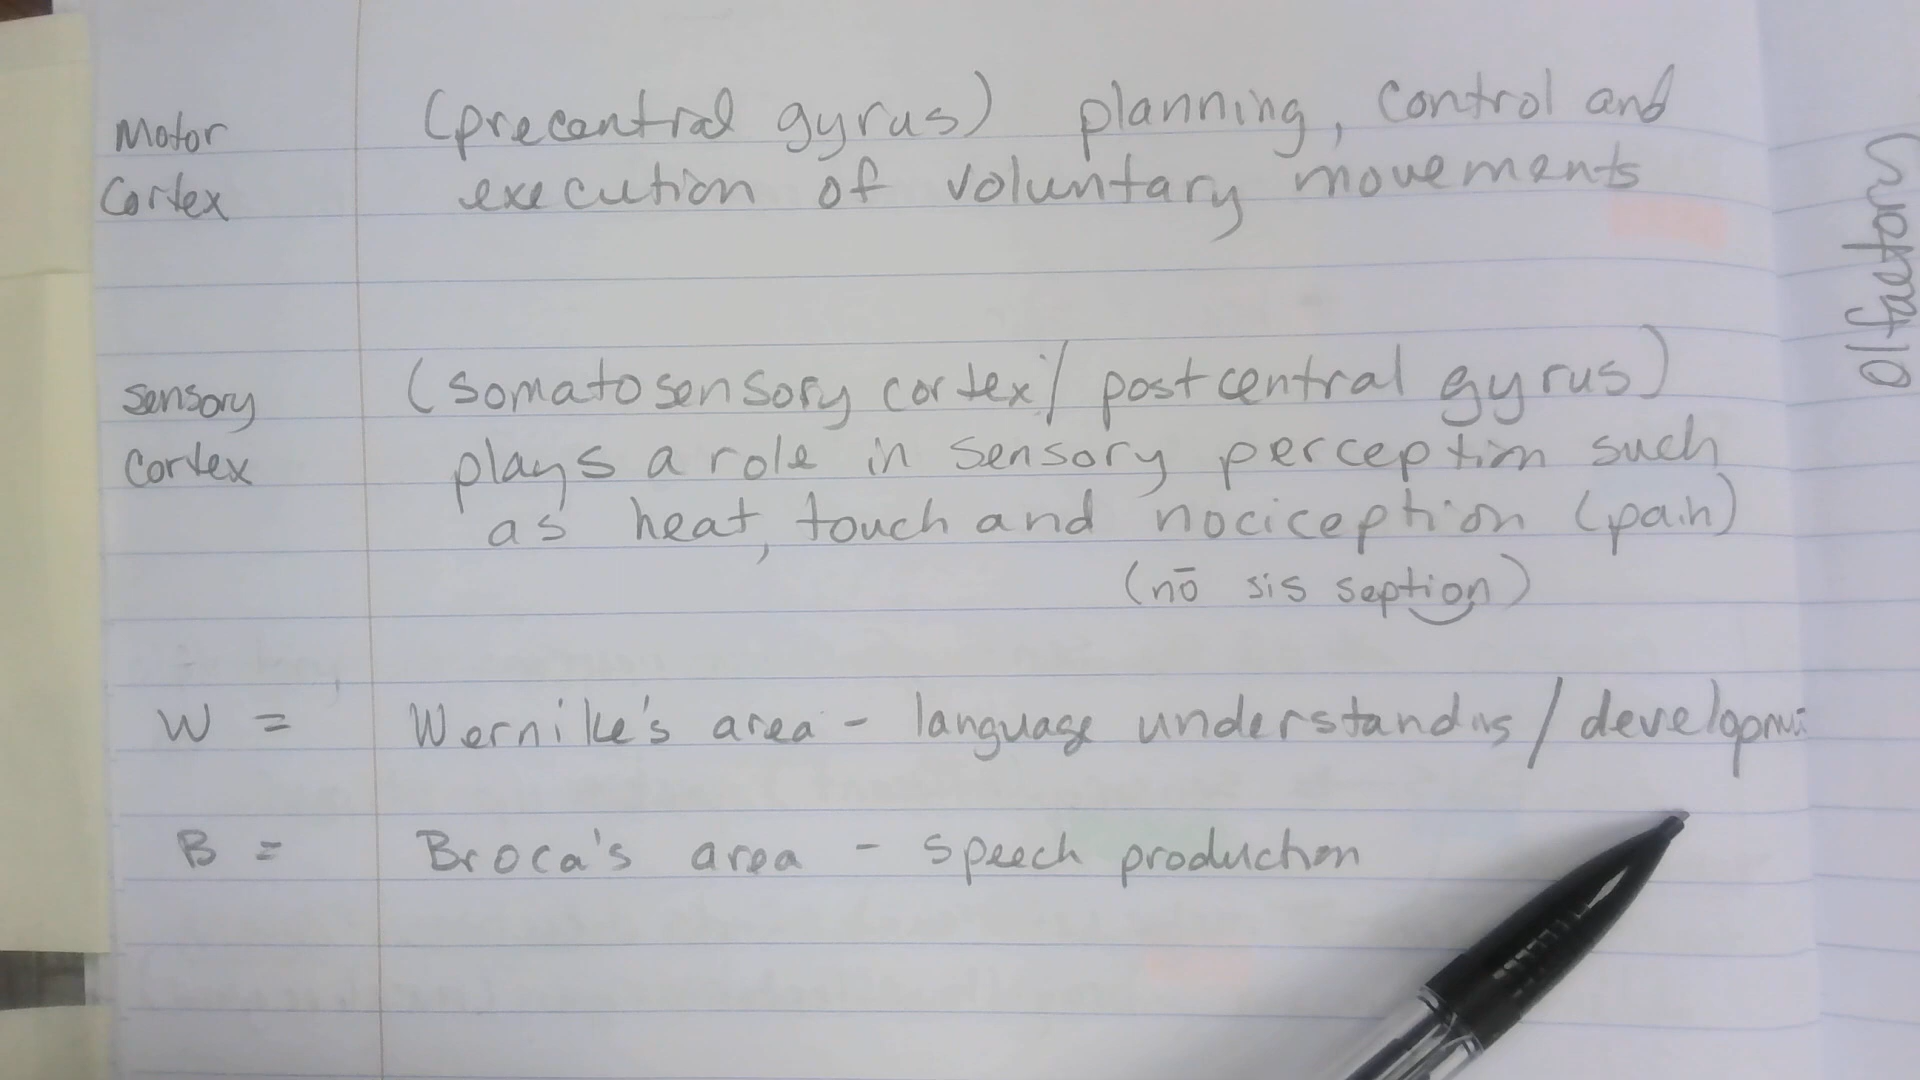 Motor (precentral gyrus) planning, control and
Cortex execution of voluntary movements
Sensory (somatosensory cortex / postcentral gyrus)
Cortex plays a role in sensory perception such
as heat, touch and nociception (pain)
(nō sis seption)
W = Wernike's area - language understanding / developm
B = Broca's area - speech production
olfactory